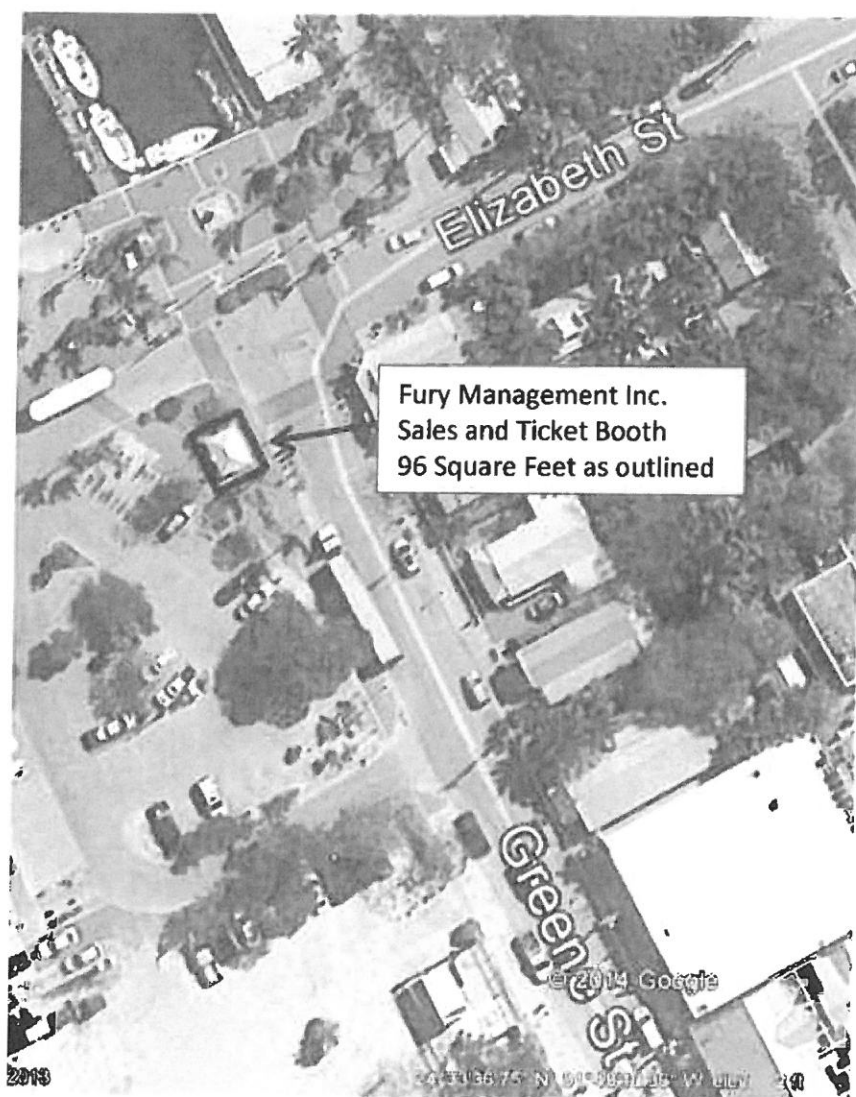 Elizabeth St
Fury Management Inc.
Sales and Ticket Booth
96 Square Feet as outlined
Greene St
© 2014 Google
2013